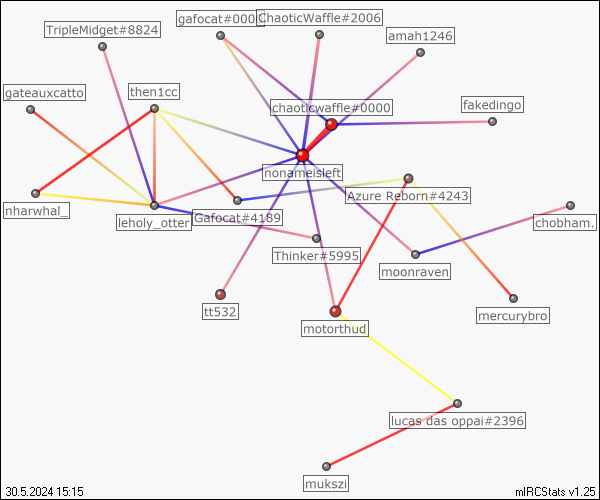 gafocat#000
ChaoticWaffle#2006
TripleMidget#8824
amah1246
gateauxcatto
then1cc
chaoticwaffle#0000
fakedingo
nonameisleft
Azure Reborn#4243
nharwhal_
leholy_otter
Gafocat#4189
chobham.
Thinker#5995
moonraven
tt532
motorthud
mercurybro
lucas das oppai#2396
mukszi
30.5.2024 15:15
mIRCStats v1.25